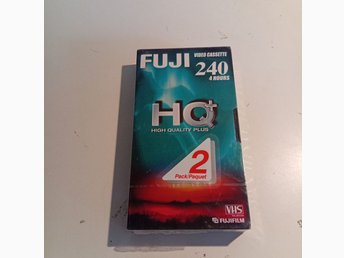 FUJI
VIDEO CASSETTE
240
4 HOURS
HQ+
HIGH QUALITY PLUS
2
Pack/Paquet
VHS
FUJIFILM